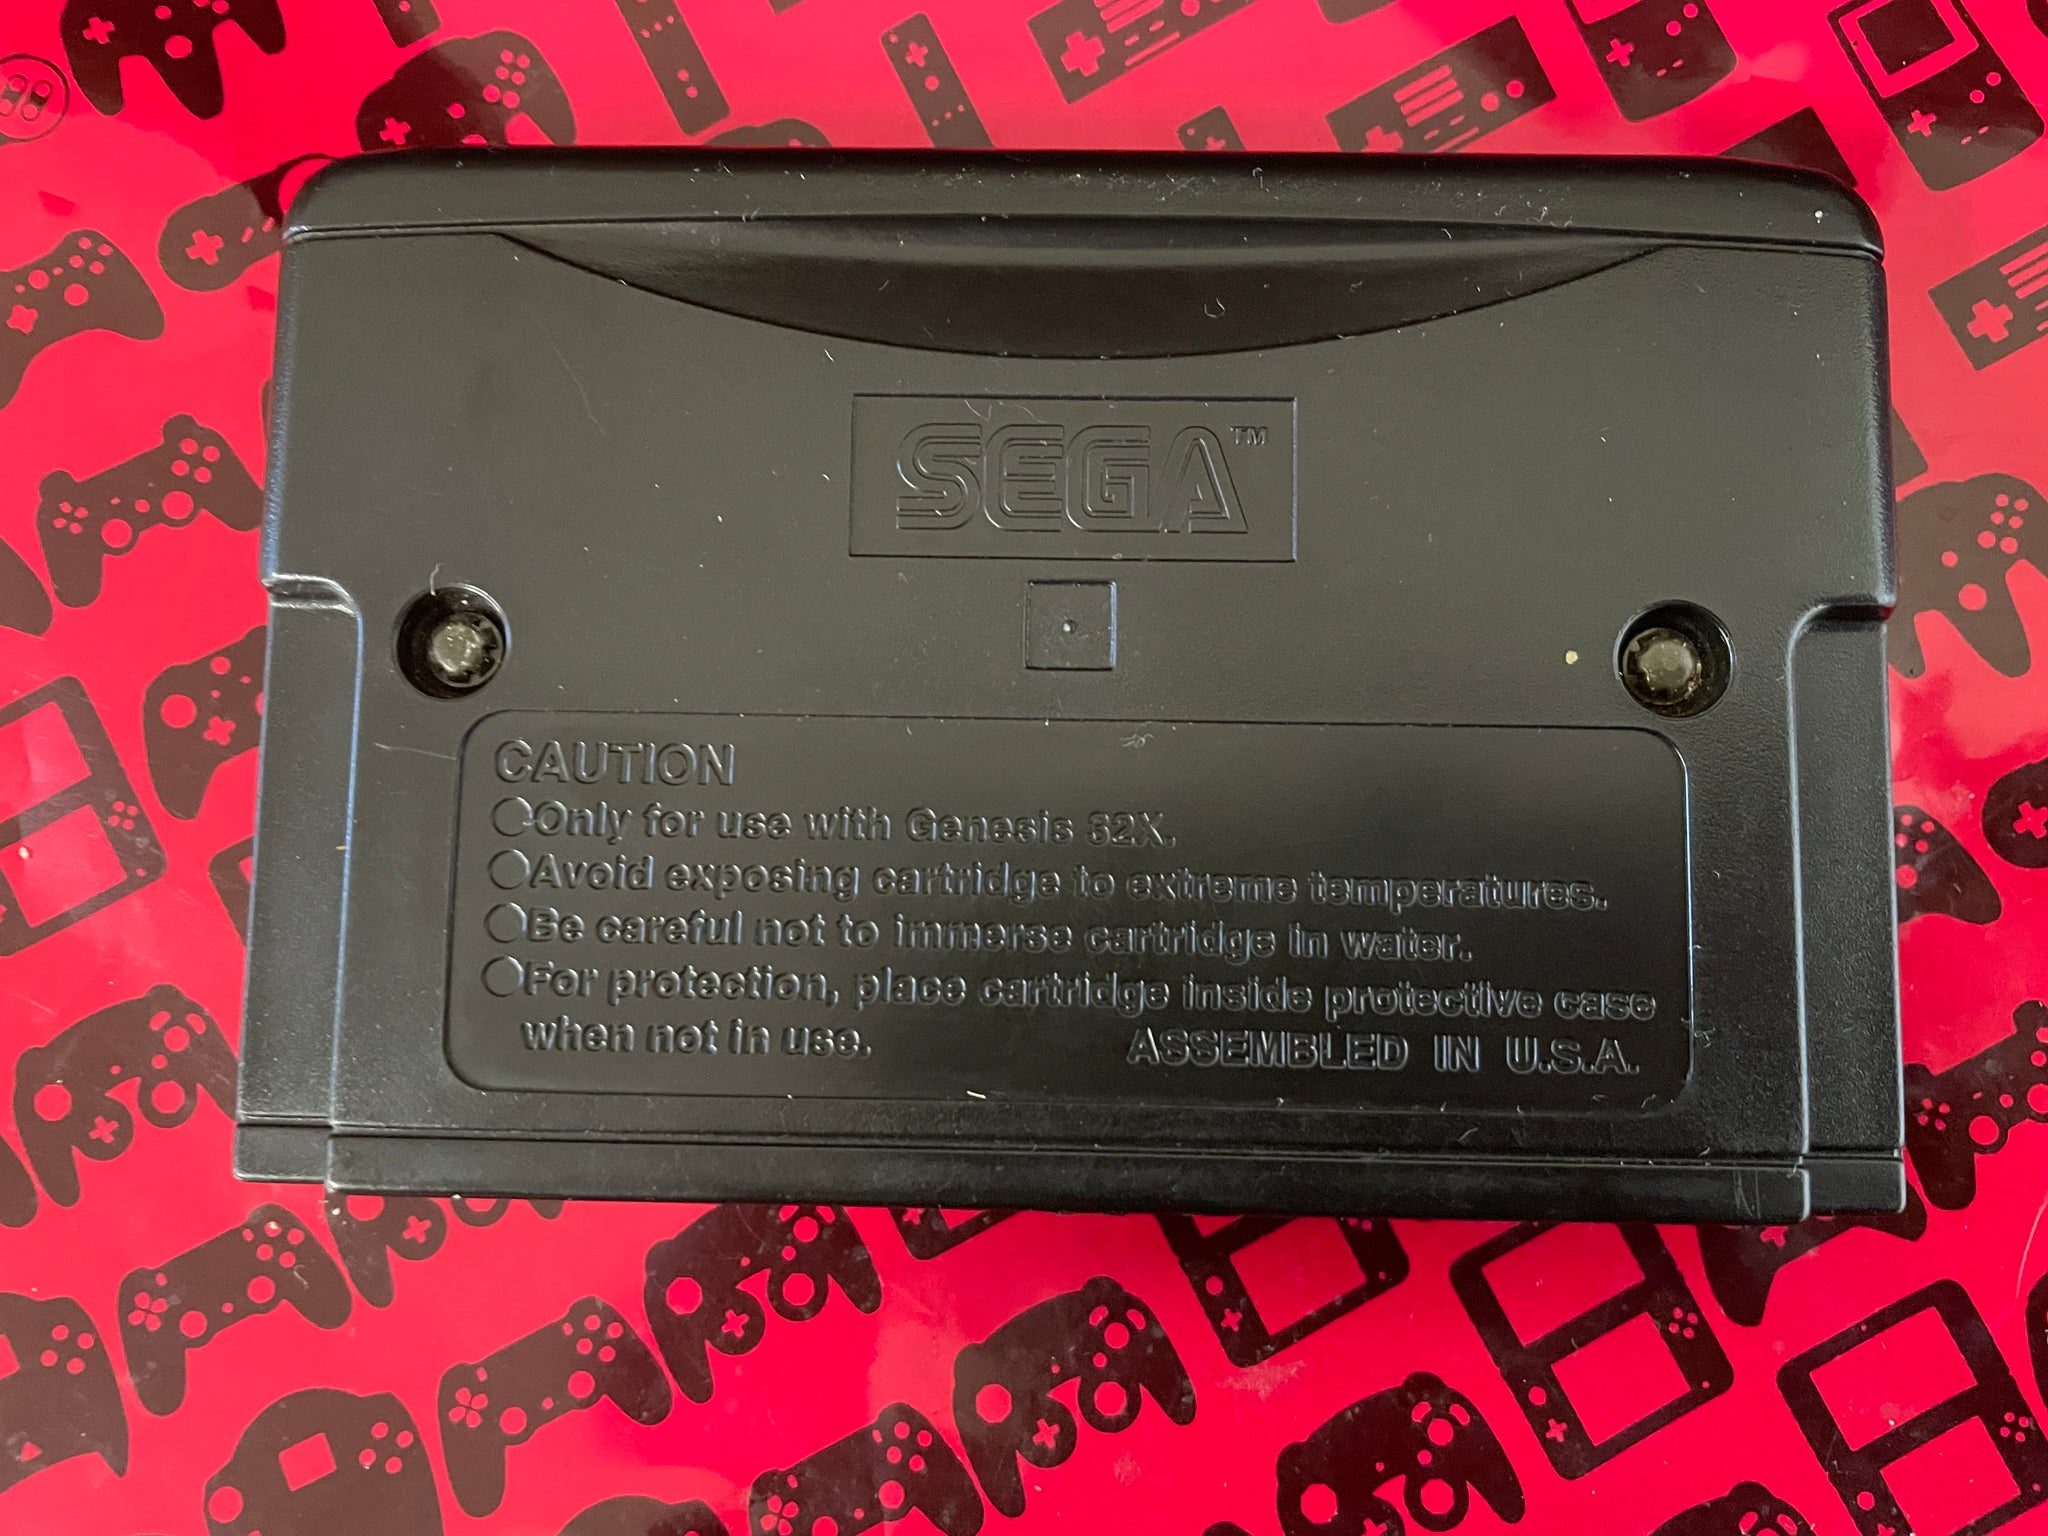 SEGA™
CAUTION
○Only for use with Genesis 32X.
○Avoid exposing cartridge to extreme temperatures.
○Be careful not to immerse cartridge in water.
○For protection, place cartridge inside protective case
when not in use. ASSEMBLED IN U.S.A.